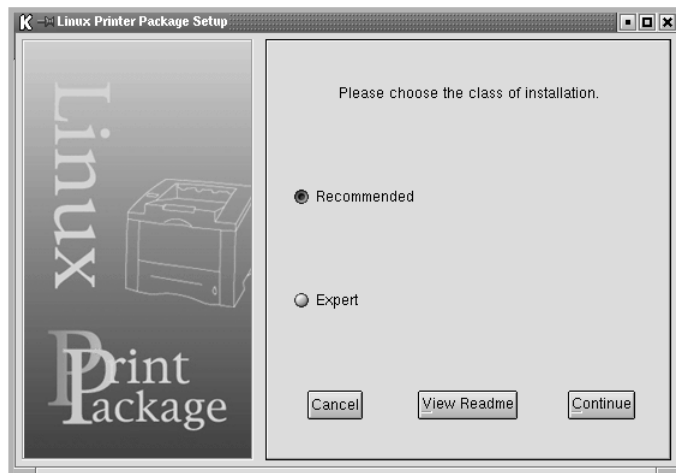 Linux Printer Package Setup
Linux
Print
Package
Please choose the class of installation.
Recommended
Expert
Cancel
View Readme
Continue